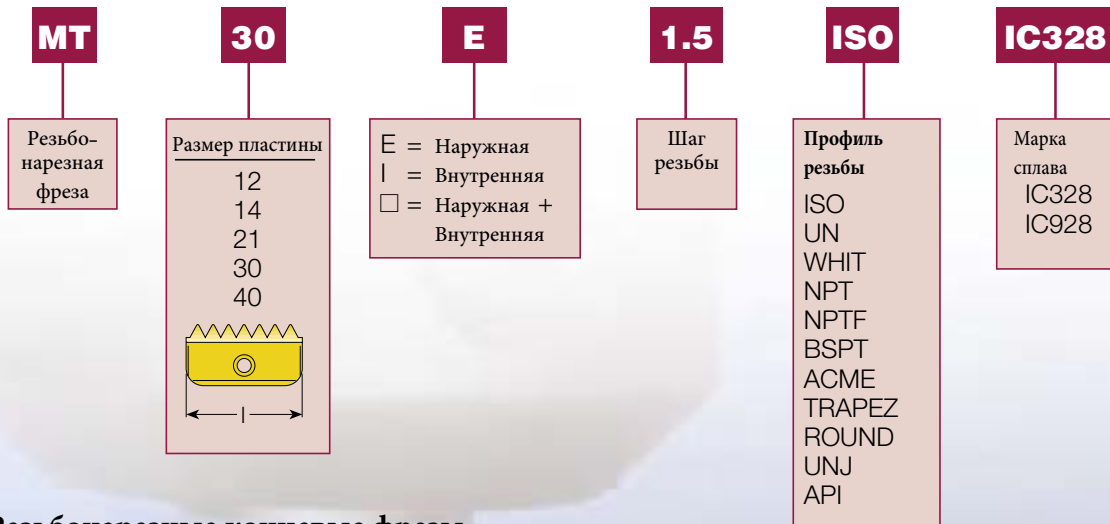 MT 30 E 1.5 ISO IC328
Резьбо-
нарезная
фреза
Размер пластины
12
14
21
30
40
l
E = Наружная
I = Внутренняя
□ = Наружная +
Внутренняя
Шаг
резьбы
Профиль
резьбы
ISO
UN
WHIT
NPT
NPTF
BSPT
ACME
TRAPEZ
ROUND
UNJ
API
Марка
сплава
IC328
IC928